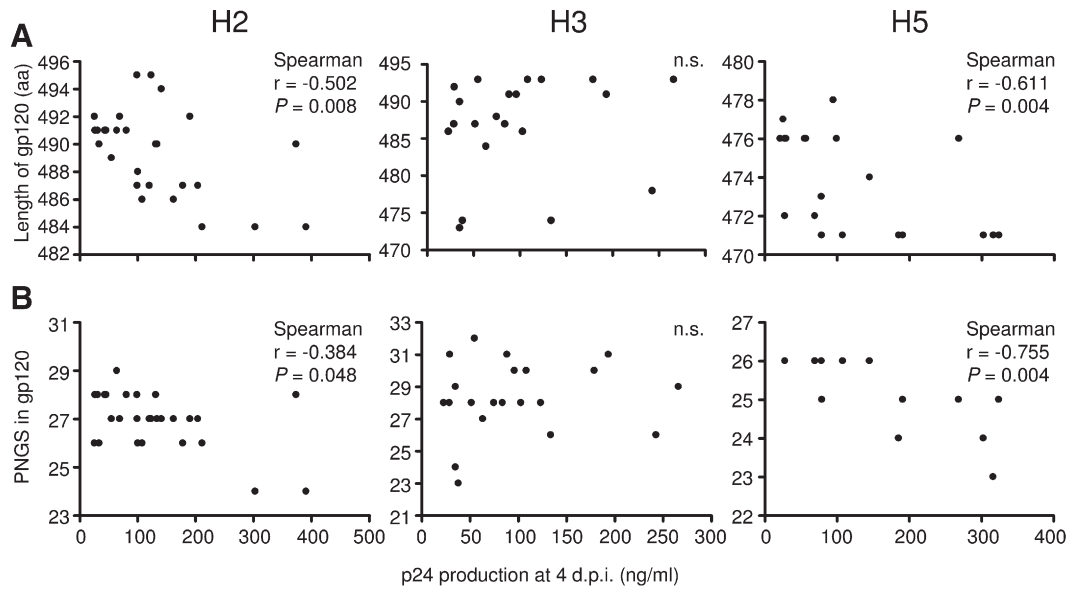 H2 H3 H5
A
Length of gp120 (aa)
496
494
492
490
488
486
484
482
Spearman
r = -0.502
P = 0.008
495
490
485
480
475
470
n.s.
480
478
476
474
472
470
Spearman
r = -0.611
P = 0.004
B
PNGS in gp120
31
29
27
25
23
Spearman
r = -0.384
P = 0.048
0 100 200 300 400 500
33
31
29
27
25
23
21
n.s.
0 50 100 150 200 250 300
27
26
25
24
23
22
Spearman
r = -0.755
P = 0.004
0 100 200 300 400
p24 production at 4 d.p.i. (ng/ml)